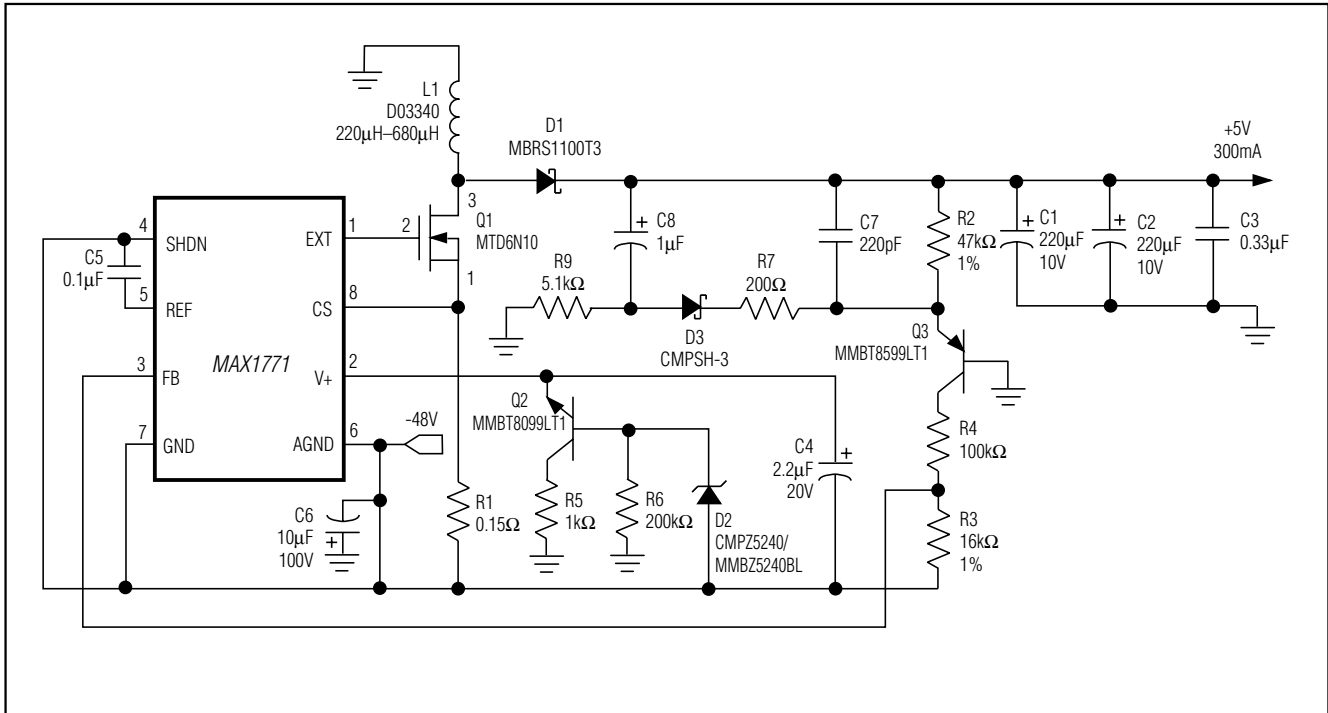 L1
D03340
220µH–680µH
D1
MBRS1100T3
+5V
300mA
3
Q1
MTD6N10
2
1
4
SHDN
EXT
1
C5
0.1µF
5
REF
CS
8
MAX1771
3
FB
V+
2
7
GND
AGND
6
-48V
C8
1µF
C7
220pF
R2
47kΩ
1%
C1
220µF
10V
C2
220µF
10V
C3
0.33µF
R9
5.1kΩ
R7
200Ω
D3
CMPSH-3
Q3
MMBT8599LT1
Q2
MMBT8099LT1
C4
2.2µF
20V
R4
100kΩ
C6
10µF
100V
R1
0.15Ω
R5
1kΩ
R6
200kΩ
D2
CMPZ5240/
MMBZ5240BL
R3
16kΩ
1%
+
+
+
+
+